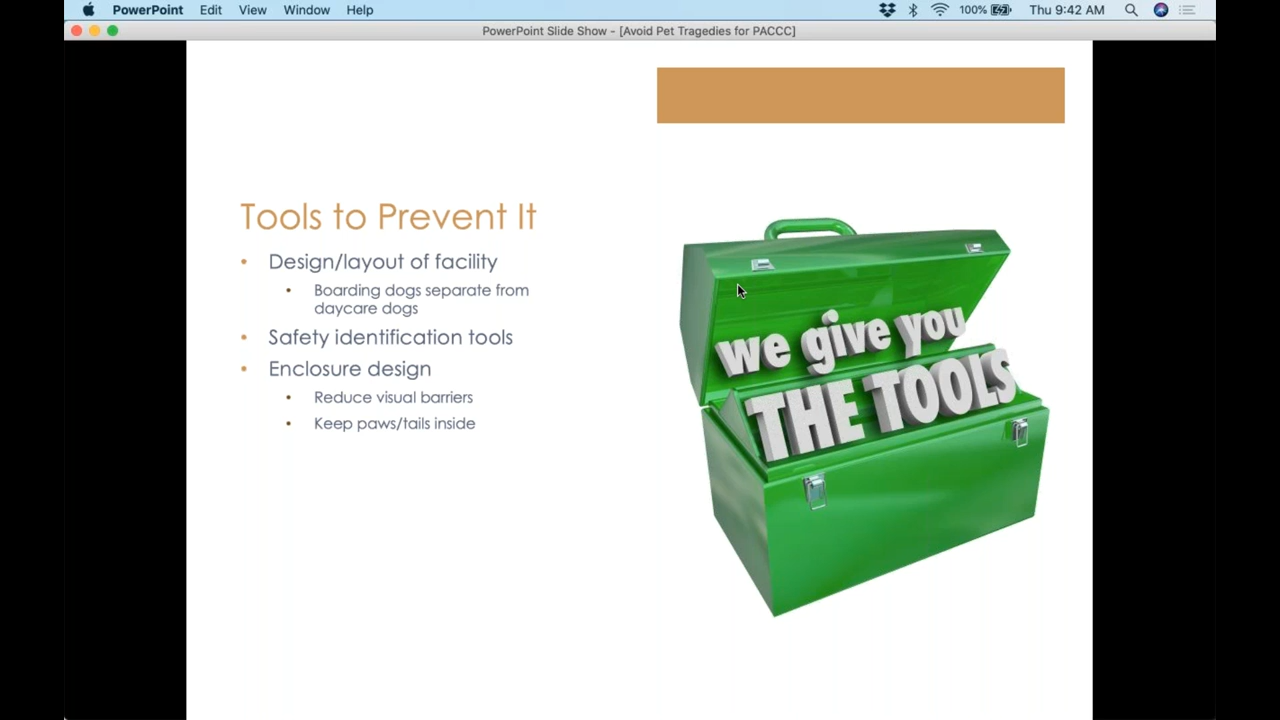 PowerPoint Edit View Window Help 100% Thu 9:42 AM
PowerPoint Slide Show - [Avoid Pet Tragedies for PACCC]
Tools to Prevent It
• Design/layout of facility
• Boarding dogs separate from
daycare dogs
• Safety identification tools
• Enclosure design
• Reduce visual barriers
• Keep paws/tails inside
we give you
THE TOOLS